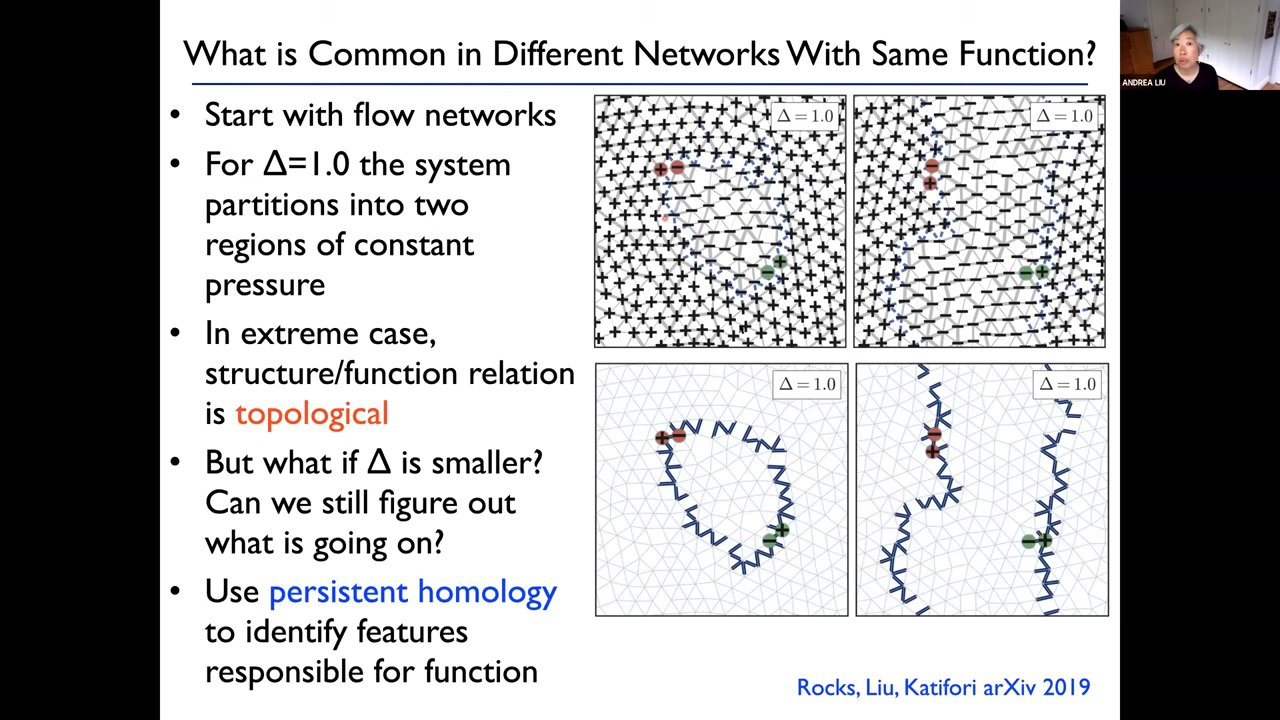 What is Common in Different Networks With Same Function?
ANDREA LIU
• Start with flow networks
• For Δ=1.0 the system
partitions into two
regions of constant
pressure
• In extreme case,
structure/function relation
is topological
• But what if Δ is smaller?
Can we still figure out
what is going on?
• Use persistent homology
to identify features
responsible for function
Δ = 1.0
Δ = 1.0
Δ = 1.0
Δ = 1.0
Rocks, Liu, Katifori arXiv 2019